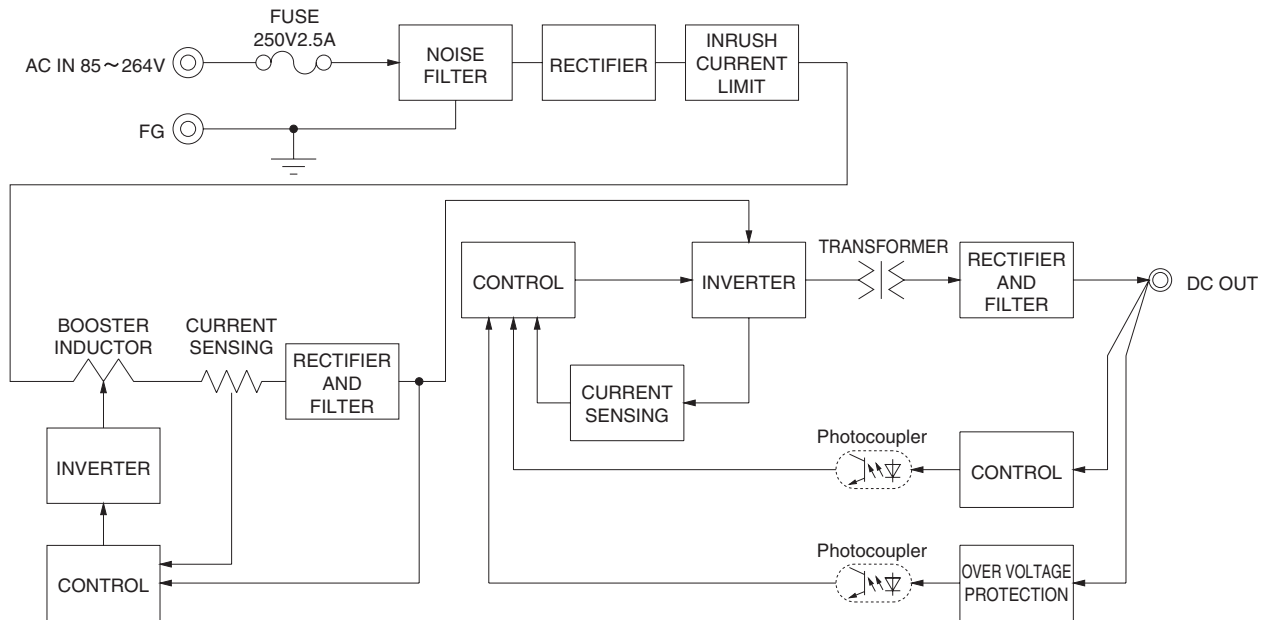 FUSE
250V2.5A
AC IN 85～264V
NOISE
FILTER
RECTIFIER
INRUSH
CURRENT
LIMIT
FG
CONTROL
INVERTER
TRANSFORMER
RECTIFIER
AND
FILTER
DC OUT
BOOSTER
INDUCTOR
CURRENT
SENSING
RECTIFIER
AND
FILTER
CURRENT
SENSING
INVERTER
Photocoupler
CONTROL
CONTROL
Photocoupler
OVER VOLTAGE
PROTECTION